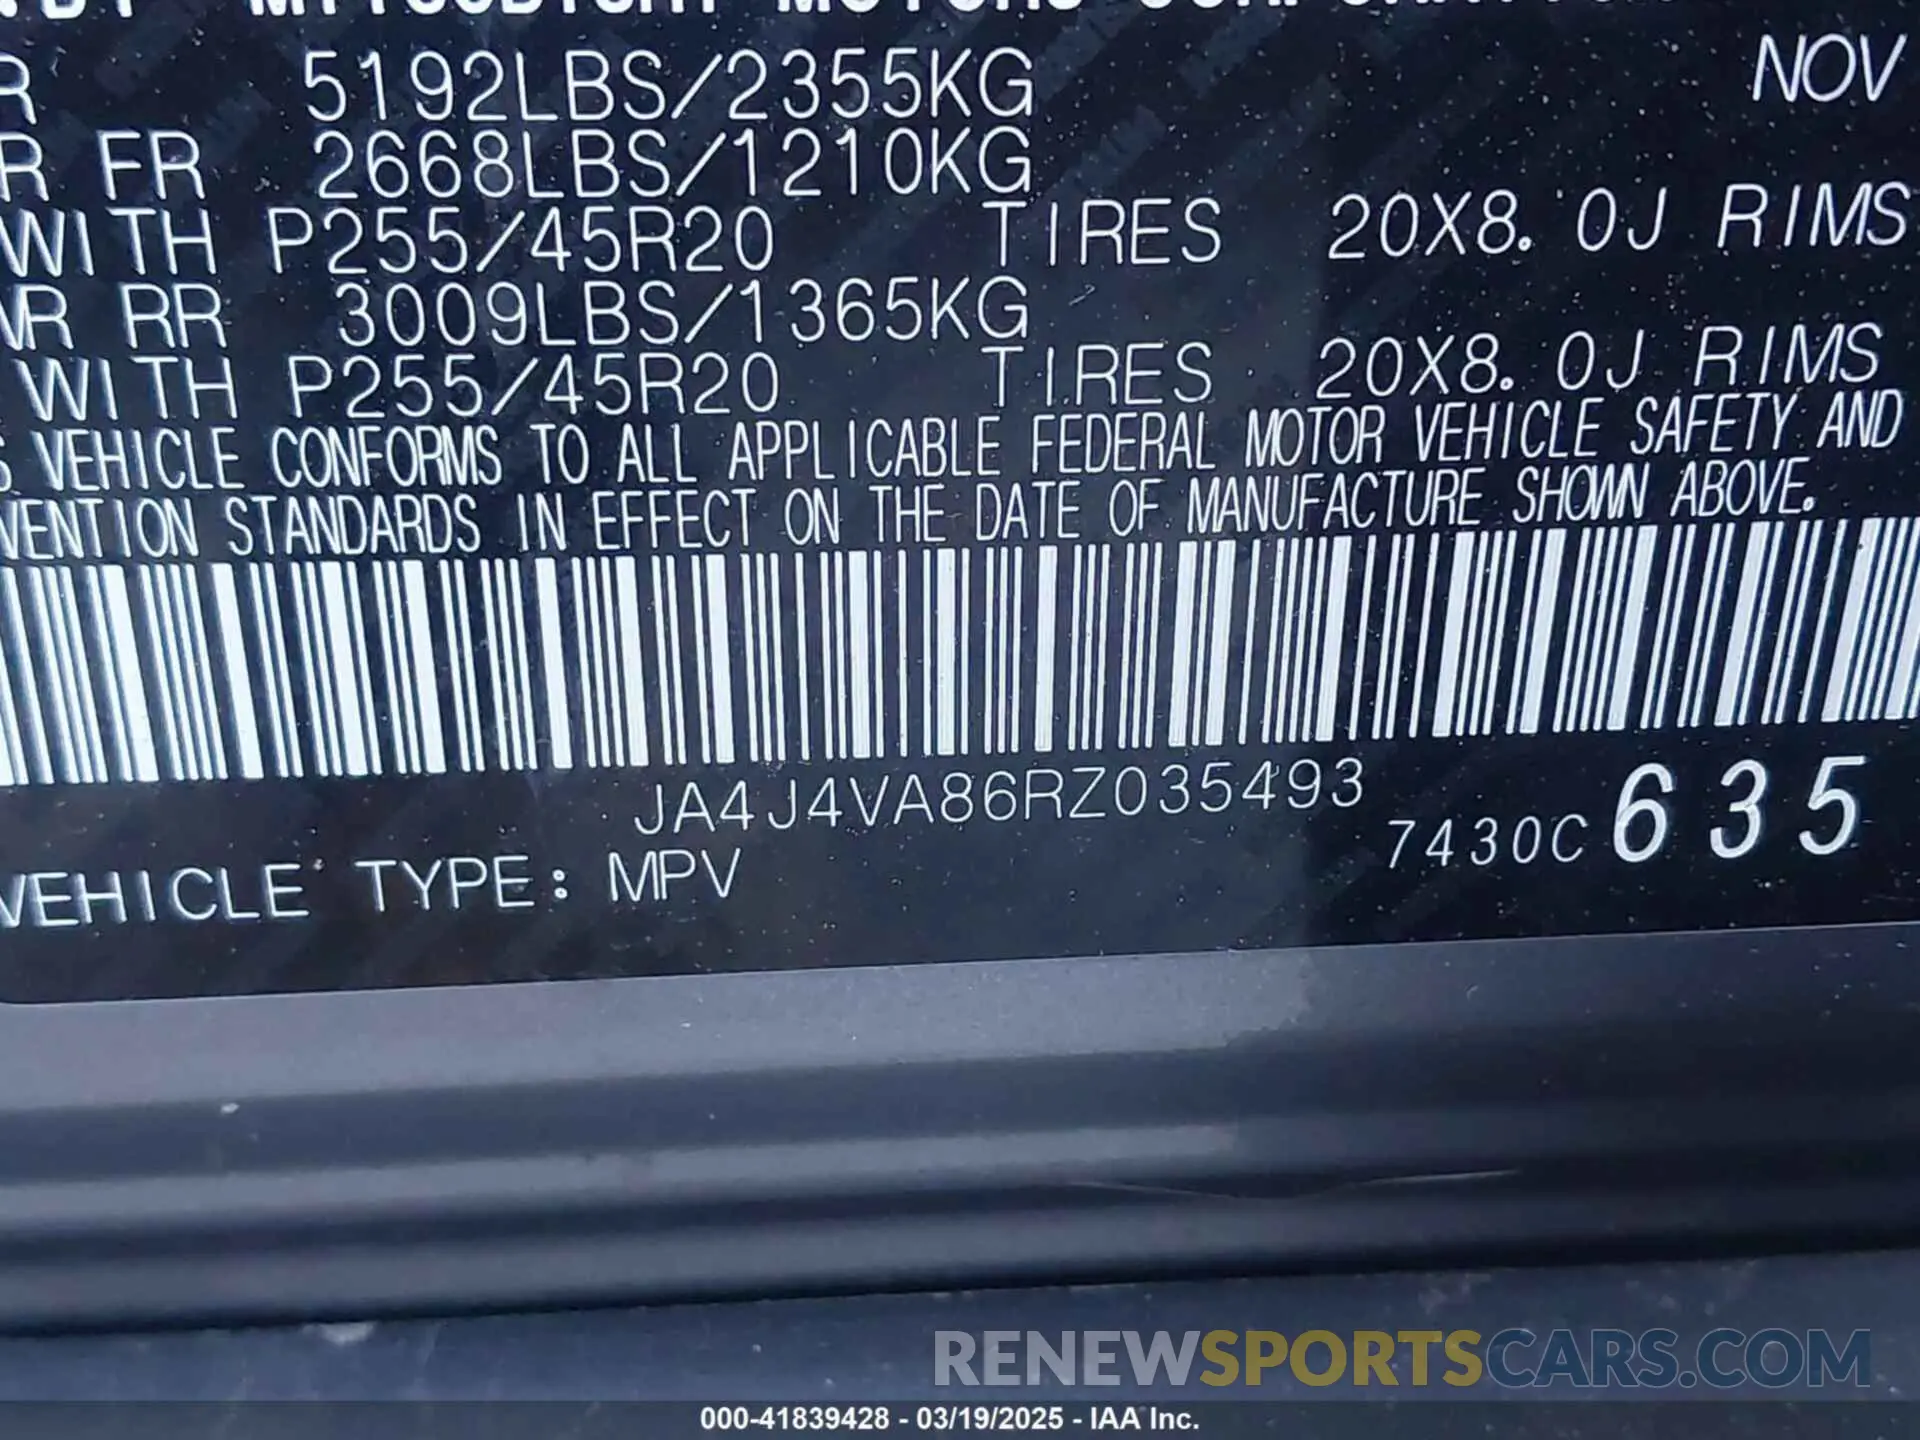 MITSUBISHI MOTORS CORPORATION
R 5192LBS/2355KG NOV
R FR 2668LBS/1210KG
WITH P255/45R20 TIRES 20X8.0J RIMS
WR RR 3009LBS/1365KG
WITH P255/45R20 TIRES 20X8.0J RIMS
S VEHICLE CONFORMS TO ALL APPLICABLE FEDERAL MOTOR VEHICLE SAFETY AND
VENTION STANDARDS IN EFFECT ON THE DATE OF MANUFACTURE SHOWN ABOVE.
JA4J4VA86RZ035493
7430C 635
VEHICLE TYPE: MPV
RENEWSPORTSCARS.COM
000-41839428 - 03/19/2025 - IAA Inc.